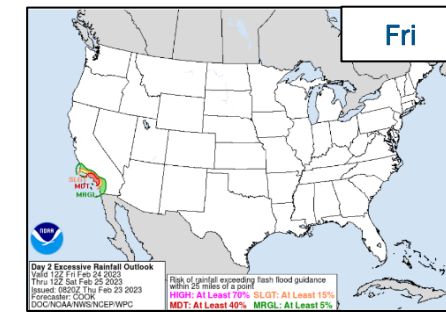 Fri
SLGT
MDT
MRGL
NOAA
Day 2 Excessive Rainfall Outlook
Valid 12Z Fri Feb 24 2023
Thru 12Z Sat Feb 25 2023
Issued: 0820Z Thu Feb 23 2023
Forecaster: COOK
DOC/NOAA/NWS/NCEP/WPC
Risk of rainfall exceeding flash flood guidance
within 25 miles of a point
HIGH: At Least 70% SLGT: At Least 15%
MDT: At Least 40% MRGL: At Least 5%